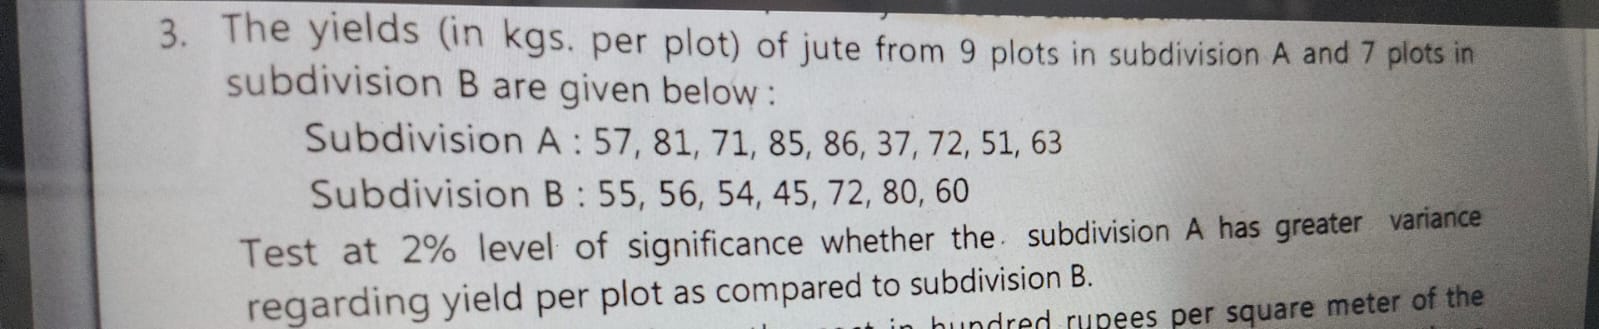 3. The yields (in kgs. per plot) of jute from 9 plots in subdivision A and 7 plots in
subdivision B are given below :
Subdivision A : 57, 81, 71, 85, 86, 37, 72, 51, 63
Subdivision B : 55, 56, 54, 45, 72, 80, 60
Test at 2% level of significance whether the. subdivision A has greater variance
regarding yield per plot as compared to subdivision B.
in hundred rupees per square meter of the